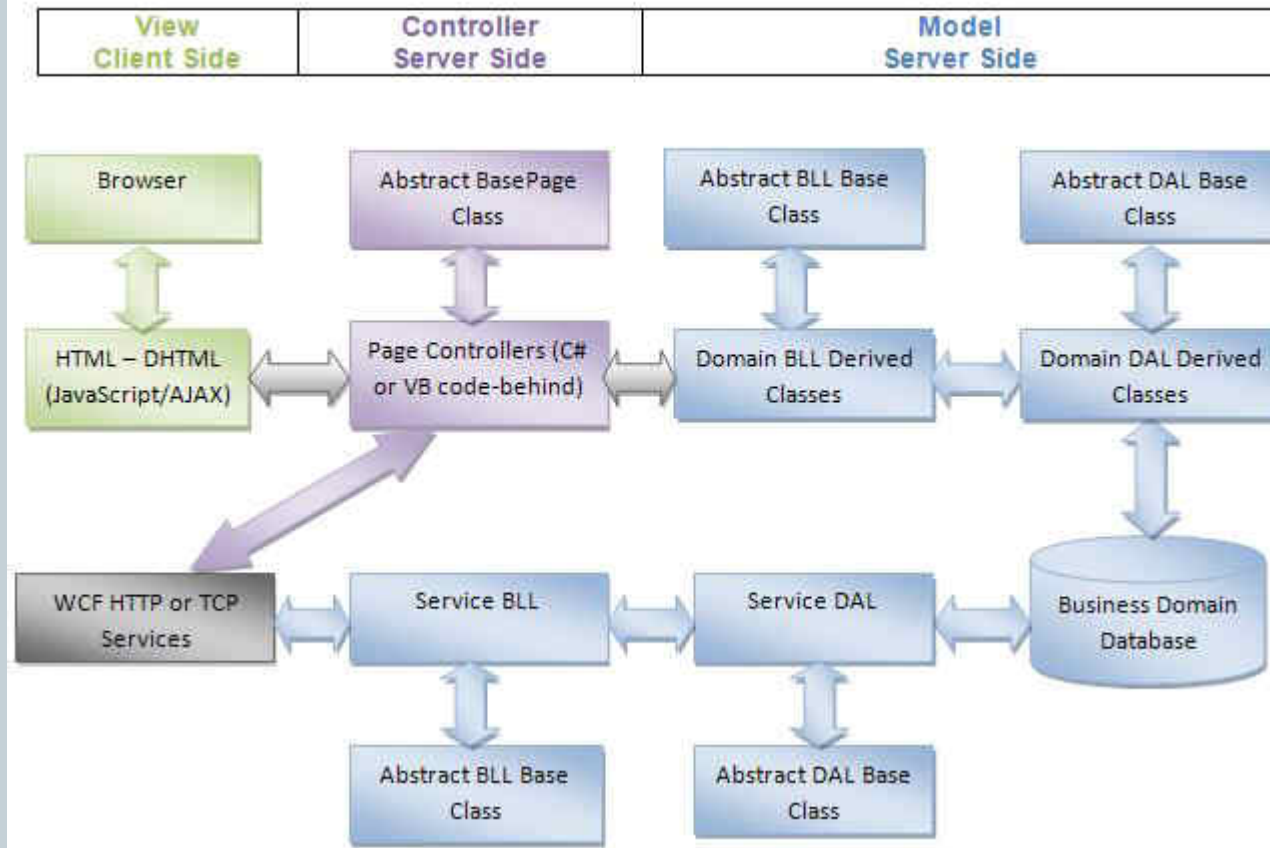 View
Client Side
Controller
Server Side
Model
Server Side
Browser
Abstract BasePage
Class
Abstract BLL Base
Class
Abstract DAL Base
Class
HTML – DHTML
(JavaScript/AJAX)
Page Controllers (C#
or VB code-behind)
Domain BLL Derived
Classes
Domain DAL Derived
Classes
WCF HTTP or TCP
Services
Service BLL
Service DAL
Business Domain
Database
Abstract BLL Base
Class
Abstract DAL Base
Class